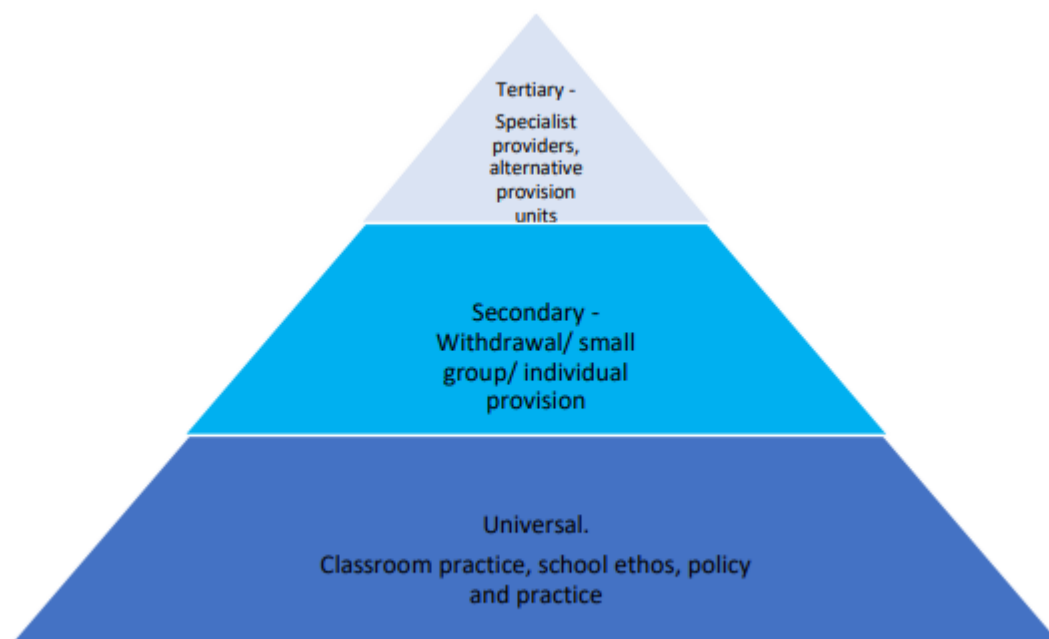 Tertiary -
Specialist
providers,
alternative
provision
units
Secondary -
Withdrawal/ small
group/ individual
provision
Universal.
Classroom practice, school ethos, policy
and practice